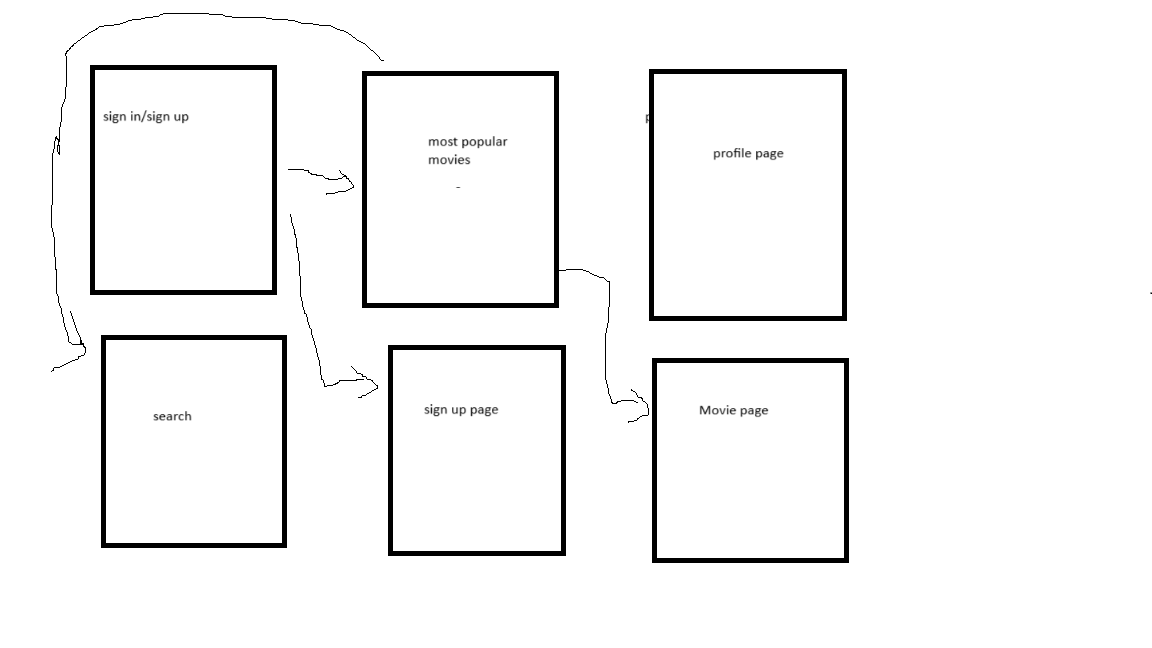 sign in/sign up
most popular
movies
-
p
profile page
search
sign up page
Movie page